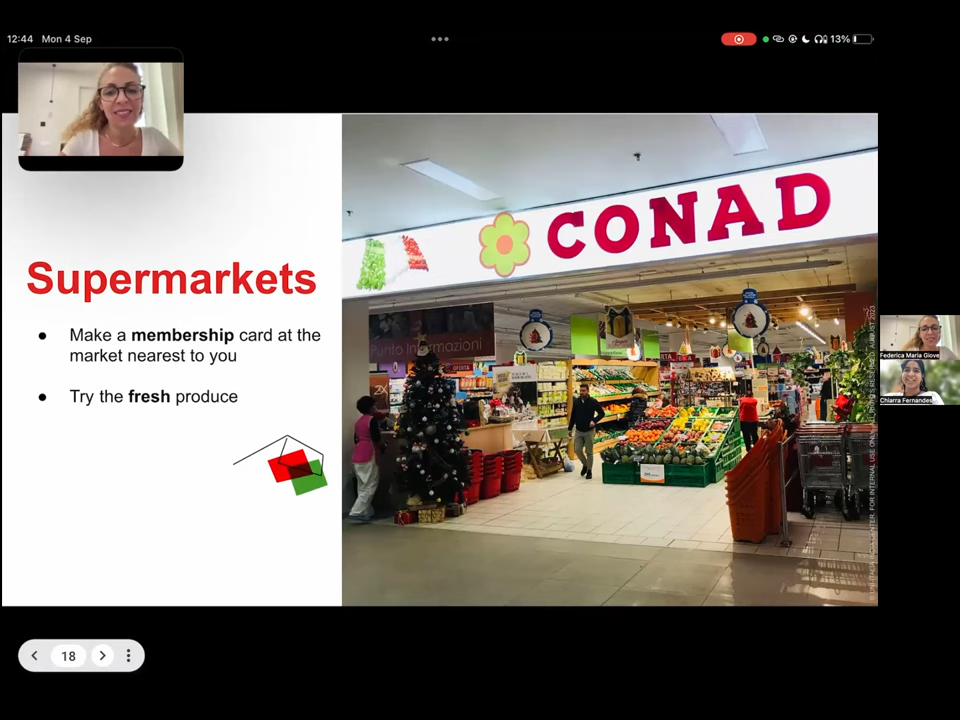 12:44 Mon 4 Sep
13%
CONAD
Supermarkets
● Make a membership card at the
market nearest to you
● Try the fresh produce
Punto Informazioni
OFFERTA
Federica Maria Giove
Chiarra Fernandes
18